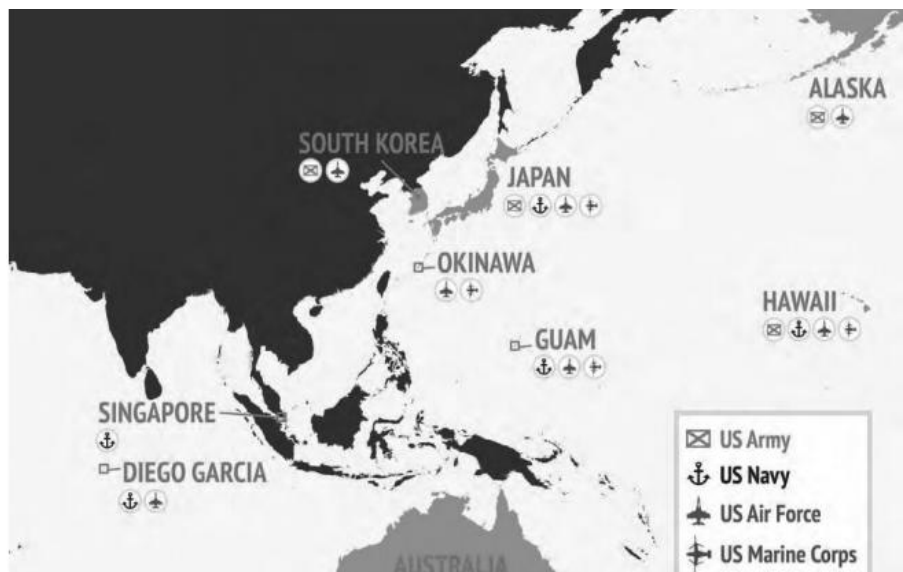 ALASKA
SOUTH KOREA
JAPAN
OKINAWA
HAWAII
GUAM
SINGAPORE
DIEGO GARCIA
US Army
US Navy
US Air Force
US Marine Corps
AUSTRALIA